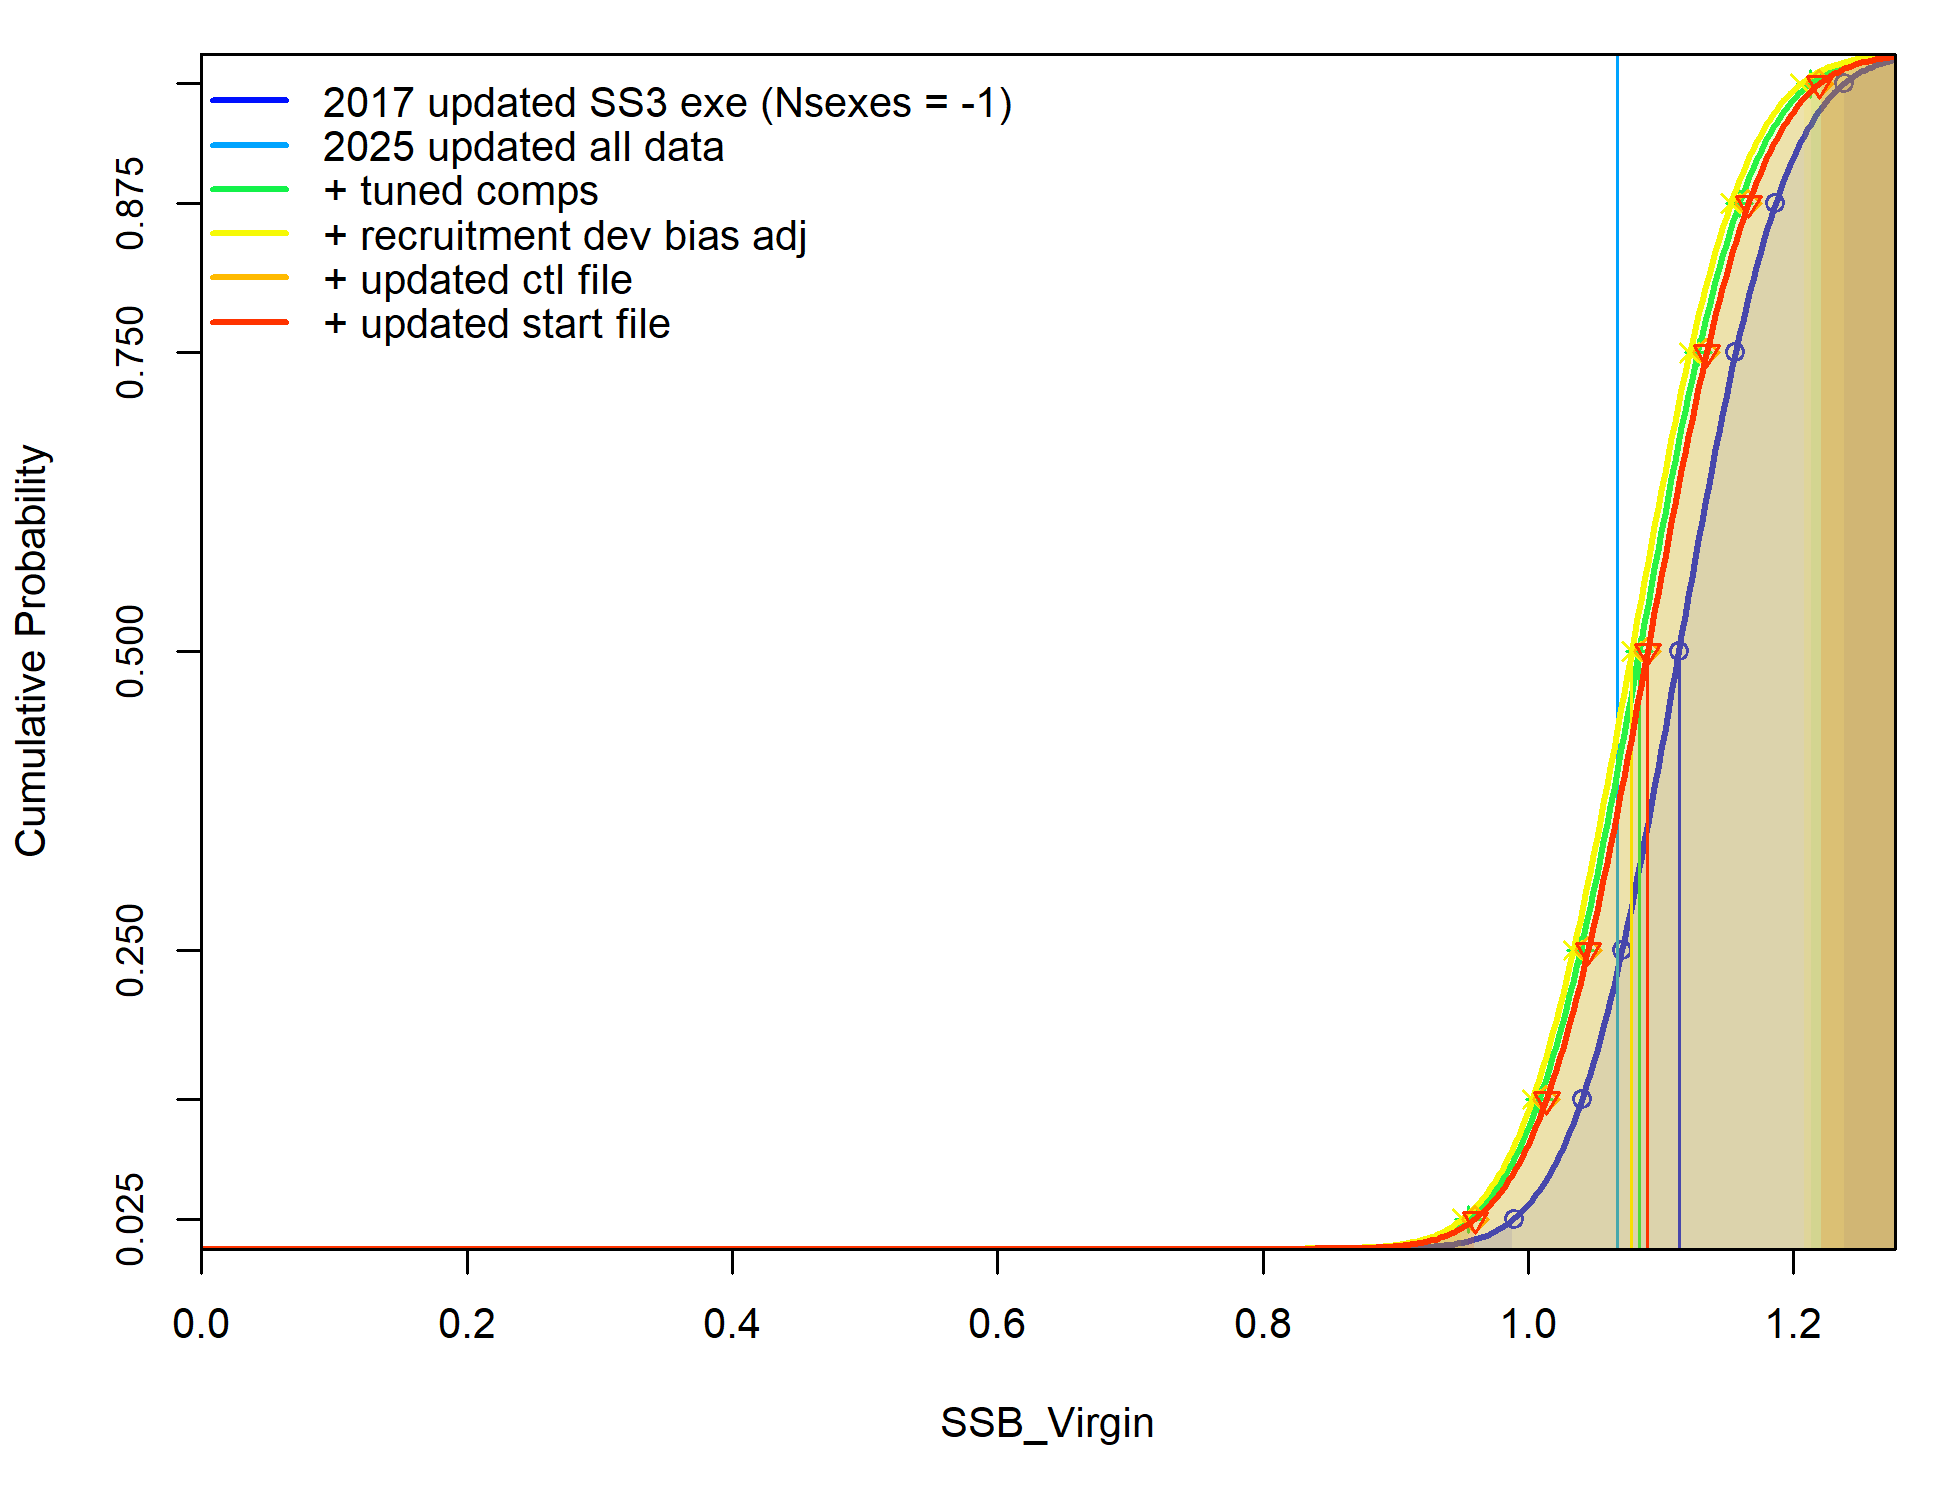 2017 updated SS3 exe (Nsexes = -1)
2025 updated all data
+ tuned comps
+ recruitment dev bias adj
+ updated ctl file
+ updated start file
Cumulative Probability
0.875
0.750
0.500
0.250
0.025
0.0 0.2 0.4 0.6 0.8 1.0 1.2
SSB_Virgin